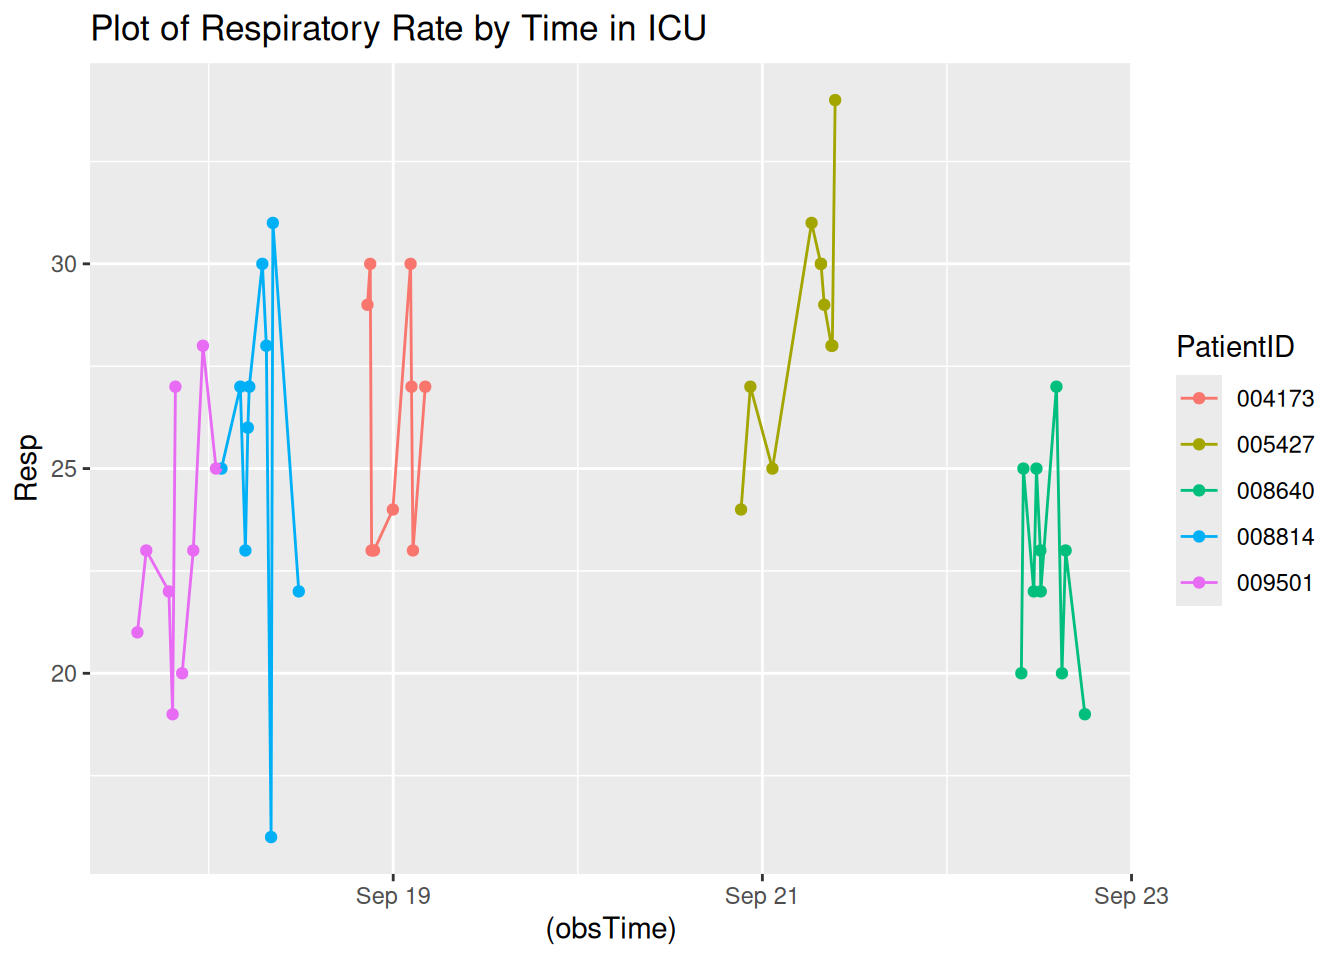 Plot of Respiratory Rate by Time in ICU
30
25
20
Resp
Sep 19
Sep 21
Sep 23
(obsTime)
PatientID
004173
005427
008640
008814
009501